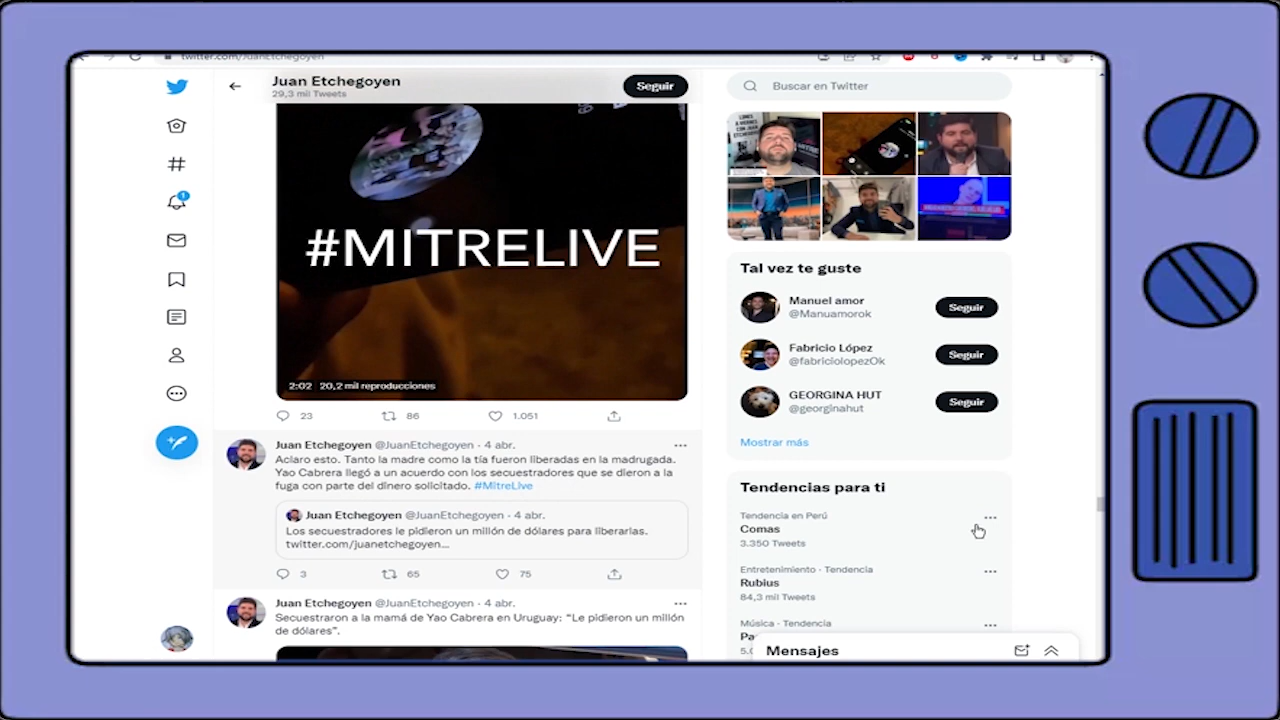 twitter.com/JuanEtchegoyen
Juan Etchegoyen
29,3 mil Tweets
Seguir
Buscar en Twitter
1
#MITRELIVE
2:02 20,2 mil reproducciones
23 86 1.051
Juan Etchegoyen @JuanEtchegoyen · 4 abr.
Aclaro esto. Tanto la madre como la tía fueron liberadas en la madrugada.
Yao Cabrera llegó a un acuerdo con los secuestradores que se dieron a la
fuga con parte del dinero solicitado. #MitreLive
Juan Etchegoyen @JuanEtchegoyen · 4 abr.
Los secuestradores le pidieron un millón de dólares para liberarlas.
twitter.com/juanetchegoyen...
3 65 75
Juan Etchegoyen @JuanEtchegoyen · 4 abr.
Secuestraron a la mamá de Yao Cabrera en Uruguay: “Le pidieron un millón
de dólares”.
Tal vez te guste
Manuel amor
@Manuamorok
Seguir
Fabricio López
@fabriciolopezOk
Seguir
GEORGINA HUT
@georginahut
Seguir
Mostrar más
Tendencias para ti
Tendencia en Perú
Comas
3.350 Tweets
Entretenimiento · Tendencia
Rubius
84,3 mil Tweets
Música · Tendencia
Mensajes